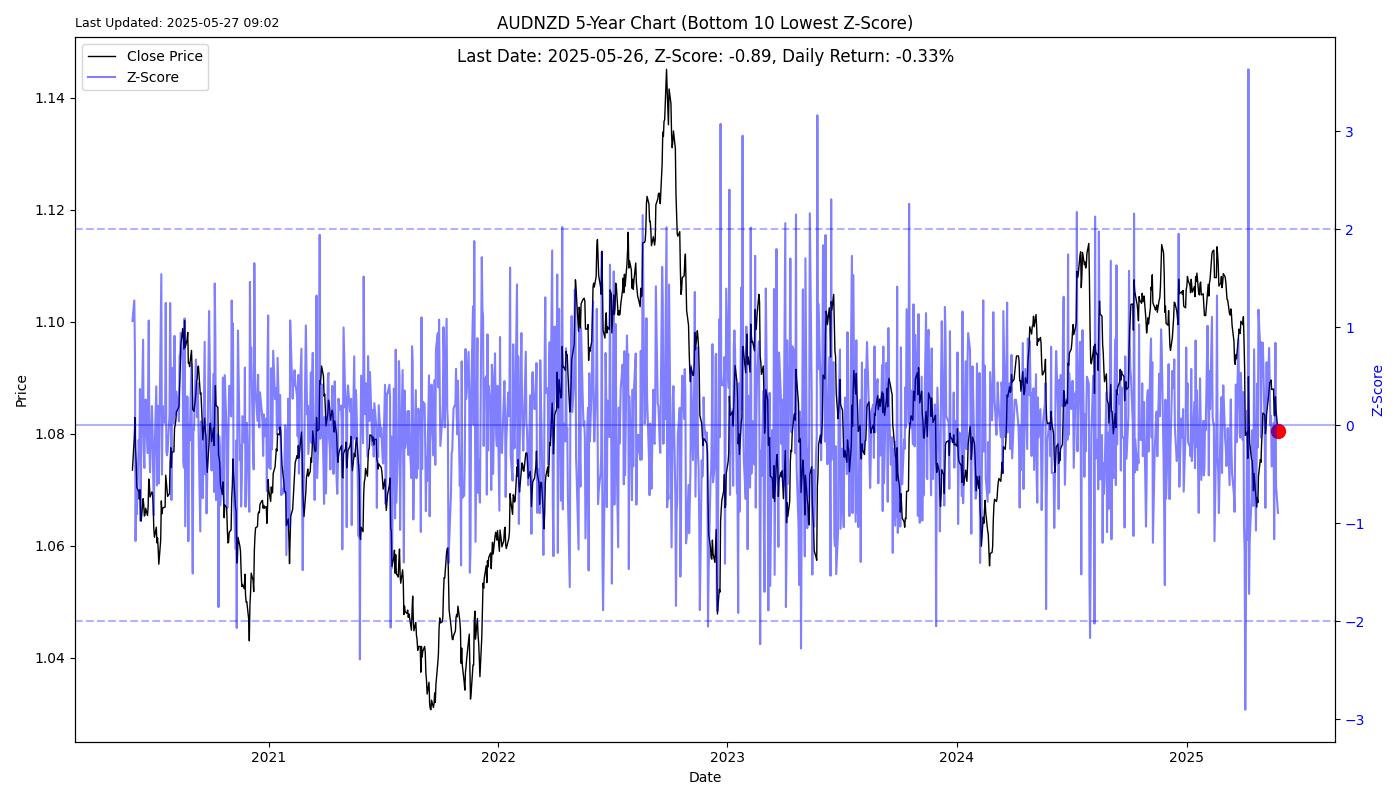 Last Updated: 2025-05-27 09:02
AUDNZD 5-Year Chart (Bottom 10 Lowest Z-Score)
Last Date: 2025-05-26, Z-Score: -0.89, Daily Return: -0.33%
Close Price
Z-Score
1.14
1.12
1.10
1.08
1.06
1.04
Price
3
2
1
0
−1
−2
−3
Z-Score
2021
2022
2023
2024
2025
Date